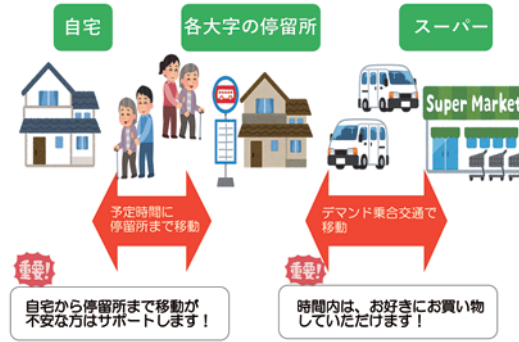 自宅
各大字の停留所
スーパー
Super Market
予定時間に
停留所まで移動
デマンド乗合交通で
移動
重要!
自宅から停留所まで移動が
不安な方はサポートします！
重要!
時間内は、お好きにお買い物
していただけます！